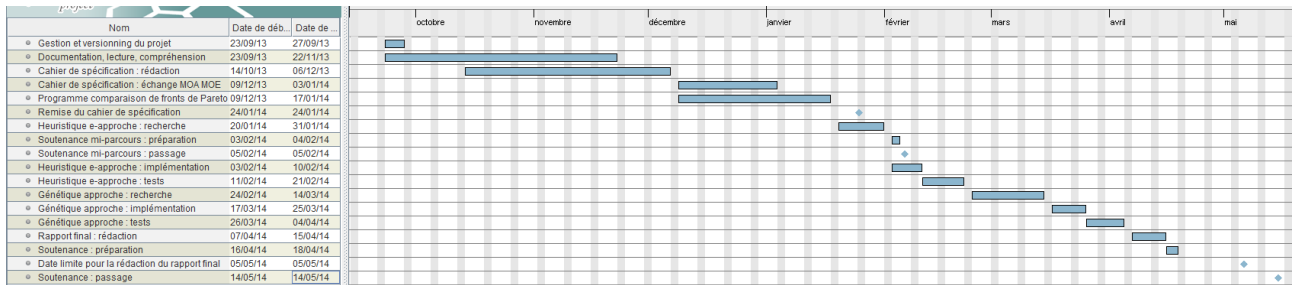 project
octobre novembre décembre janvier février mars avril mai
Nom Date de déb... Date de ...
Gestion et versionning du projet 23/09/13 27/09/13
Documentation, lecture, compréhension 23/09/13 22/11/13
Cahier de spécification : rédaction 14/10/13 06/12/13
Cahier de spécification : échange MOA MOE 09/12/13 03/01/14
Programme comparaison de fronts de Pareto 09/12/13 17/01/14
Remise du cahier de spécification 24/01/14 24/01/14
Heuristique e-approche : recherche 20/01/14 31/01/14
Soutenance mi-parcours : préparation 03/02/14 04/02/14
Soutenance mi-parcours : passage 05/02/14 05/02/14
Heuristique e-approche : implémentation 03/02/14 10/02/14
Heuristique e-approche : tests 11/02/14 21/02/14
Génétique approche : recherche 24/02/14 14/03/14
Génétique approche : implémentation 17/03/14 25/03/14
Génétique approche : tests 26/03/14 04/04/14
Rapport final : rédaction 07/04/14 15/04/14
Soutenance : préparation 16/04/14 18/04/14
Date limite pour la rédaction du rapport final 05/05/14 05/05/14
Soutenance : passage 14/05/14 14/05/14